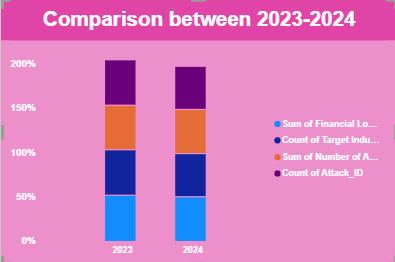 Comparison between 2023-2024
200%
150%
100%
50%
0%
2023
2024
Sum of Financial Lo...
Count of Target Indu...
Sum of Number of A...
Count of Attack_ID